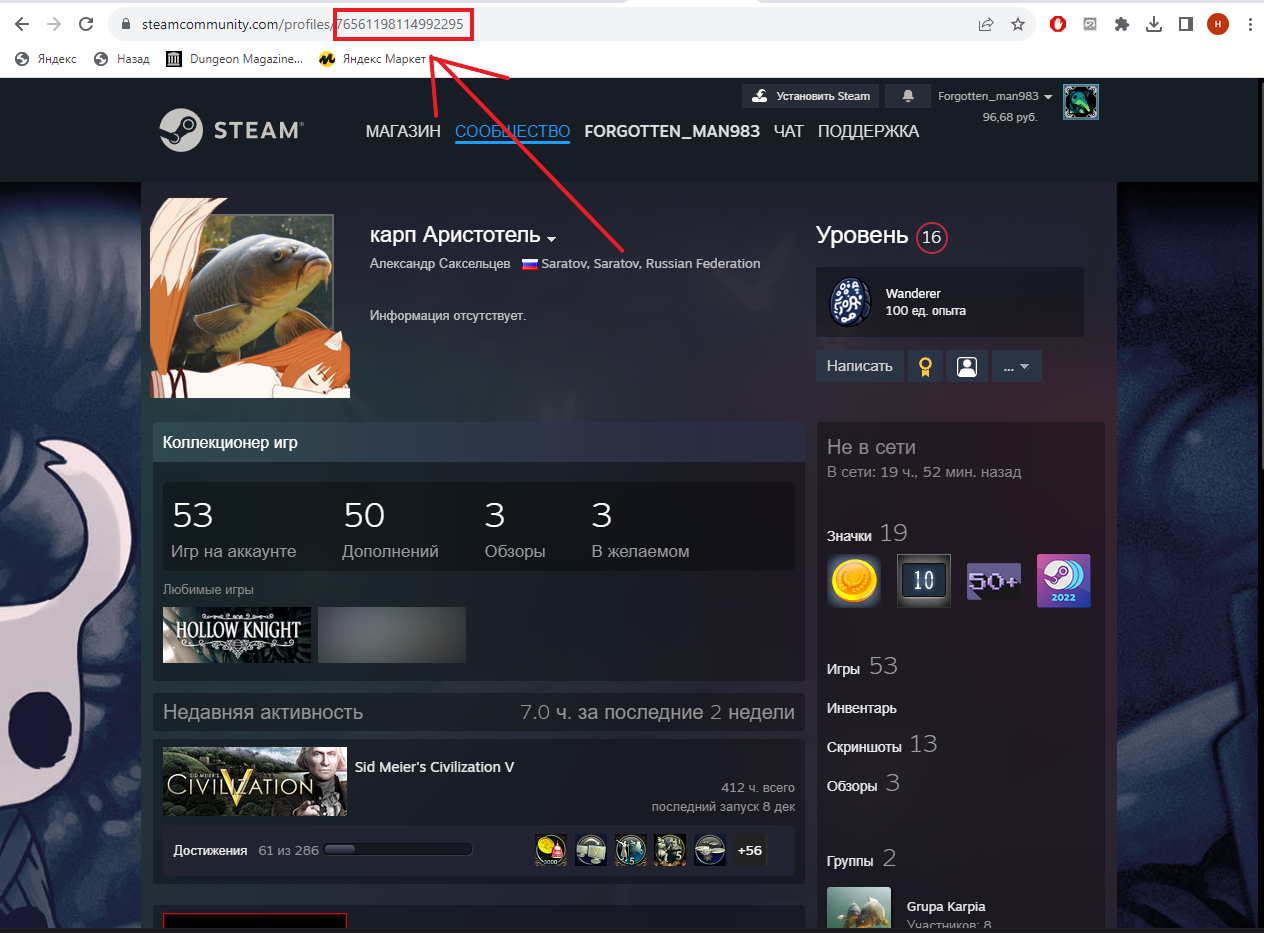 steamcommunity.com/profiles/76561198114992295
Н
Яндекс
Назад
Dungeon Magazine...
Яндекс Маркет
Установить Steam
Forgotten_man983
96,68 руб.
STEAM®
МАГАЗИН СООБЩЕСТВО FORGOTTEN_MAN983 ЧАТ ПОДДЕРЖКА
карп Аристотель
Уровень 16
Александр Саксельцев Saratov, Saratov, Russian Federation
Wanderer
100 ед. опыта
Информация отсутствует.
Написать
...
Коллекционер игр
53 50 3 3
Игр на аккаунте Дополнений Обзоры В желаемом
Любимые игры
HOLLOW KNIGHT
Недавняя активность 7.0 ч. за последние 2 недели
SID MEIER'S
CIVILIZATION V
Sid Meier's Civilization V
412 ч. всего
последний запуск 8 дек
Достижения 61 из 286
+56
Не в сети
В сети: 19 ч., 52 мин. назад
Значки 19
10
50+
2022
Игры 53
Инвентарь
Скриншоты 13
Обзоры 3
Группы 2
Grupa Karpia
Участников: 8